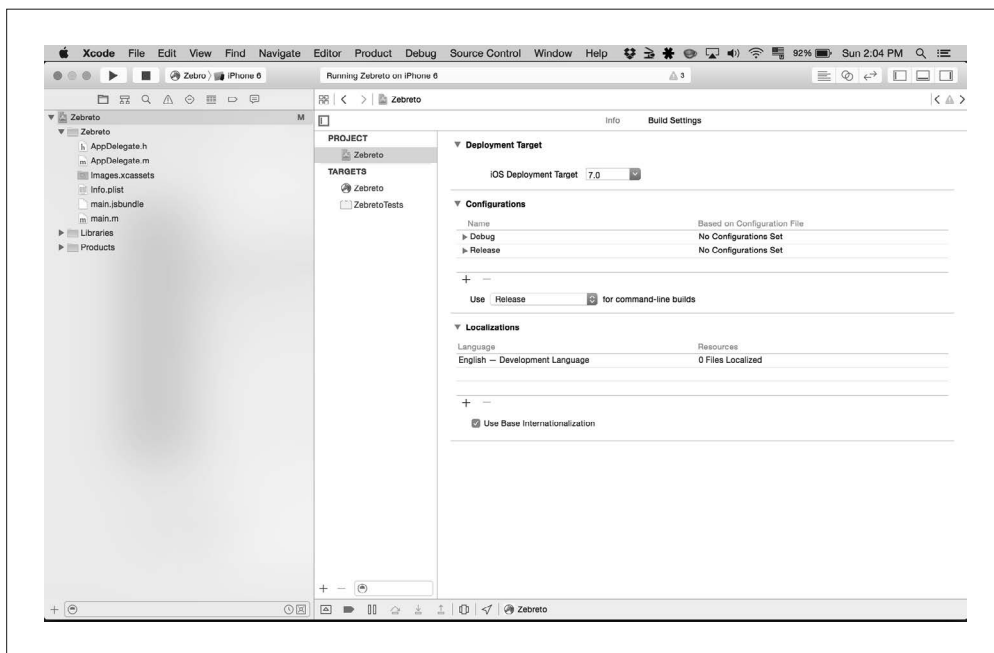 Xcode File Edit View Find Navigate Editor Product Debug Source Control Window Help 92% Sun 2:04 PM
Zebro iPhone 6 Running Zebreto on iPhone 6 3
Zebreto
Zebreto M
Zebreto
AppDelegate.h
AppDelegate.m
Images.xcassets
Info.plist
main.jsbundle
main.m
Libraries
Products
Info Build Settings
PROJECT
Zebreto
TARGETS
Zebreto
ZebretoTests
Deployment Target
iOS Deployment Target 7.0
Configurations
Name Based on Configuration File
Debug No Configurations Set
Release No Configurations Set
Use Release for command-line builds
Localizations
Language Resources
English — Development Language 0 Files Localized
Use Base Internationalization
Zebreto